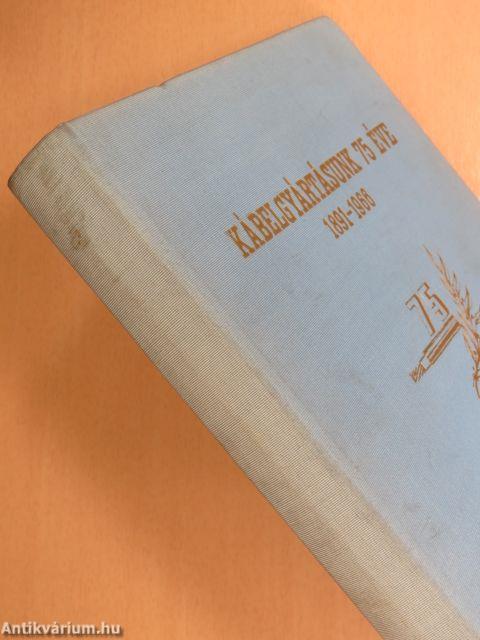 KÁBELGYÁRTÁSUNK 75 ÉVE
1891-1966
75
Antikvárium.hu